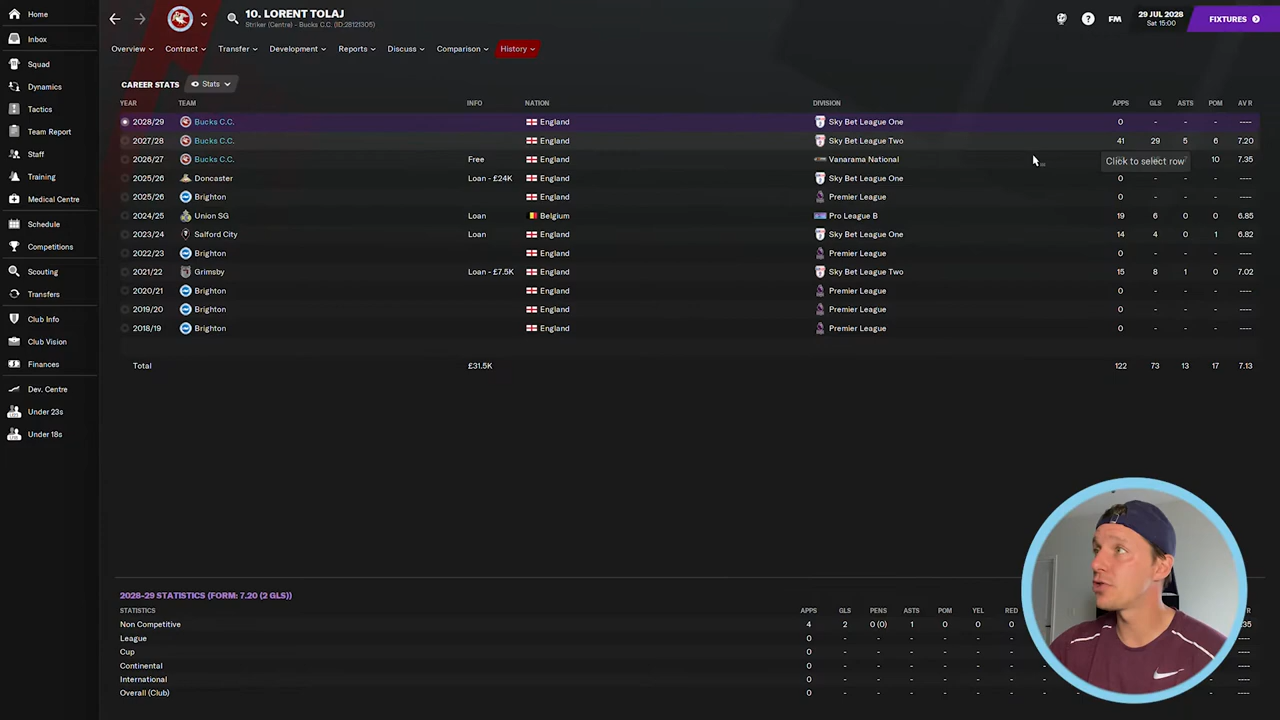 Home
10. LORENT TOLAJ
Striker (Centre) - Bucks C.C. (ID:28121305)
FM
29 JUL 2028
Sat 15:00
FIXTURES
Inbox
Squad
Dynamics
Tactics
Team Report
Staff
Training
Medical Centre
Schedule
Competitions
Scouting
Transfers
Club Info
Club Vision
Finances
Dev. Centre
Under 23s
Under 18s
Overview Contract Transfer Development Reports Discuss Comparison History
CAREER STATS Stats
YEAR TEAM INFO NATION DIVISION APPS GLS ASTS POM AV R
2028/29 Bucks C.C. England Sky Bet League One 0 - - - ----
2027/28 Bucks C.C. England Sky Bet League Two 41 29 5 6 7.20
2026/27 Bucks C.C. Free England Vanarama National 10 7.35
Click to select row
2025/26 Doncaster Loan - £24K England Sky Bet League One 0 - - - ----
2025/26 Brighton England Premier League 0 - - - ----
2024/25 Union SG Loan Belgium Pro League B 19 6 0 0 6.85
2023/24 Salford City Loan England Sky Bet League One 14 4 0 1 6.82
2022/23 Brighton England Premier League 0 - - - ----
2021/22 Grimsby Loan - £7.5K England Sky Bet League Two 15 8 1 0 7.02
2020/21 Brighton England Premier League 0 - - - ----
2019/20 Brighton England Premier League 0 - - - ----
2018/19 Brighton England Premier League 0 - - - ----
Total £31.5K 122 73 13 17 7.13
2028-29 STATISTICS (FORM: 7.20 (2 GLS))
STATISTICS APPS GLS PENS ASTS POM YEL RED
Non Competitive 4 2 0 (0) 1 0 0 0
League 0 - - - - - -
Cup 0 - - - - - -
Continental 0 - - - - - -
International 0 - - - - - -
Overall (Club) 0 - - - - - -